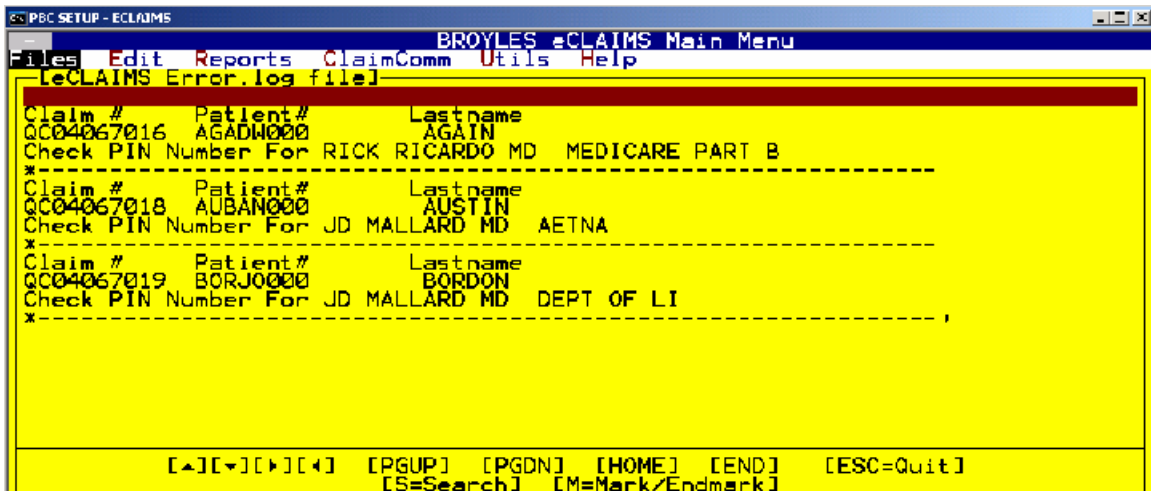 PBC SETUP - ECLAIMS
BROYLES eCLAIMS Main Menu
Files Edit Reports ClaimComm Utils Help
[eCLAIMS Error.log file]
Claim # Patient# Lastname
QC04067016 AGADW000 AGAIN
Check PIN Number For RICK RICARDO MD MEDICARE PART B
*----------------------------------------------------------------
Claim # Patient# Lastname
QC04067018 AUBAN000 AUSTIN
Check PIN Number For JD MALLARD MD AETNA
*----------------------------------------------------------------
Claim # Patient# Lastname
QC04067019 BORJO000 BORDON
Check PIN Number For JD MALLARD MD DEPT OF LI
*----------------------------------------------------------------
[▲][▼][►][◄] [PGUP] [PGDN] [HOME] [END] [ESC=Quit]
[S=Search] [M=Mark/Endmark]